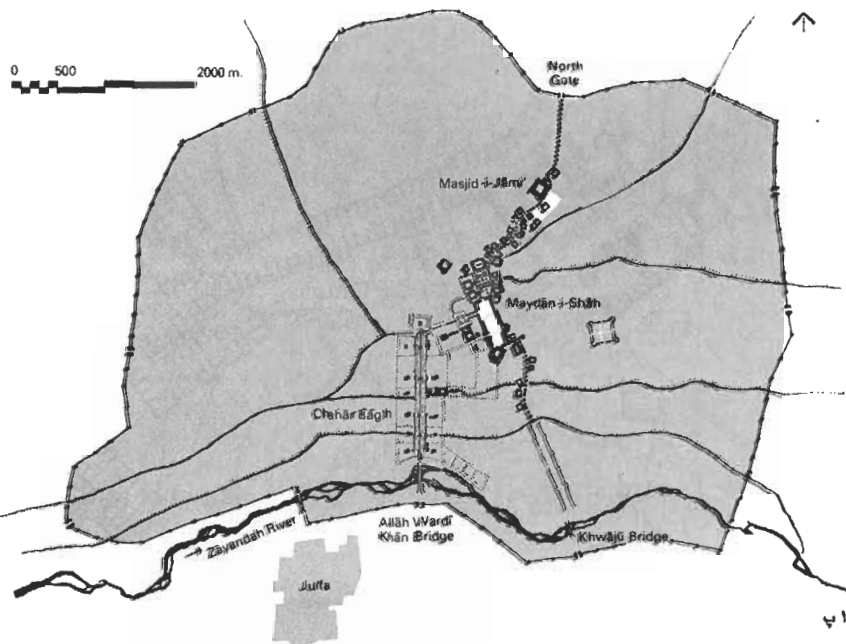 0 500 2000 m.
North
Gate
Masjid-i-Jāmi'
Maydān-i-Shāh
Chahār Bāgh
Allāh Vardī
Khān Bridge
Zāyandah River
Khwājū Bridge
Julfa